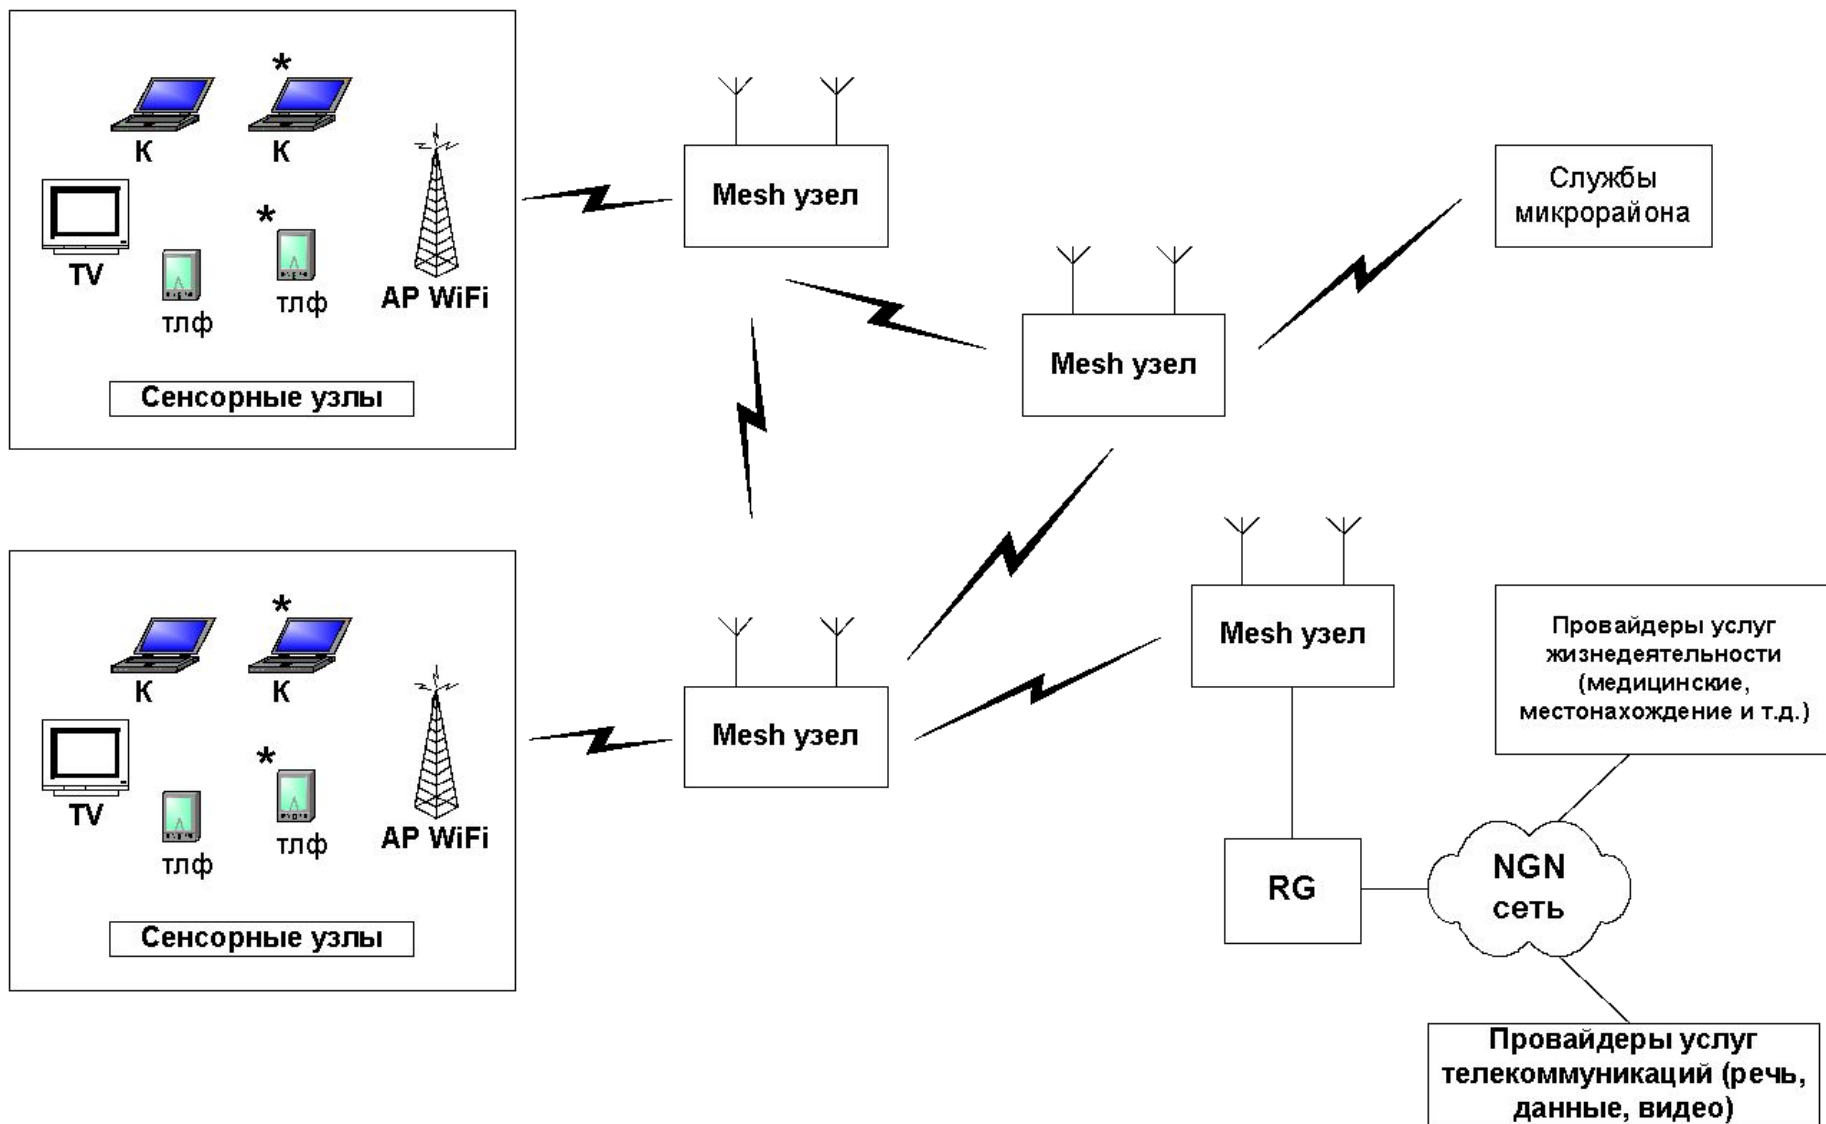 *
К
К
TV
*
тлф
тлф
AP WiFi
Сенсорные узлы
Mesh узел
Mesh узел
Службы
микрорайона
*
К
К
TV
*
тлф
тлф
AP WiFi
Сенсорные узлы
Mesh узел
Mesh узел
Провайдеры услуг
жизнедеятельности
(медицинские,
местонахождение и т.д.)
RG
NGN
сеть
Провайдеры услуг
телекоммуникаций (речь,
данные, видео)